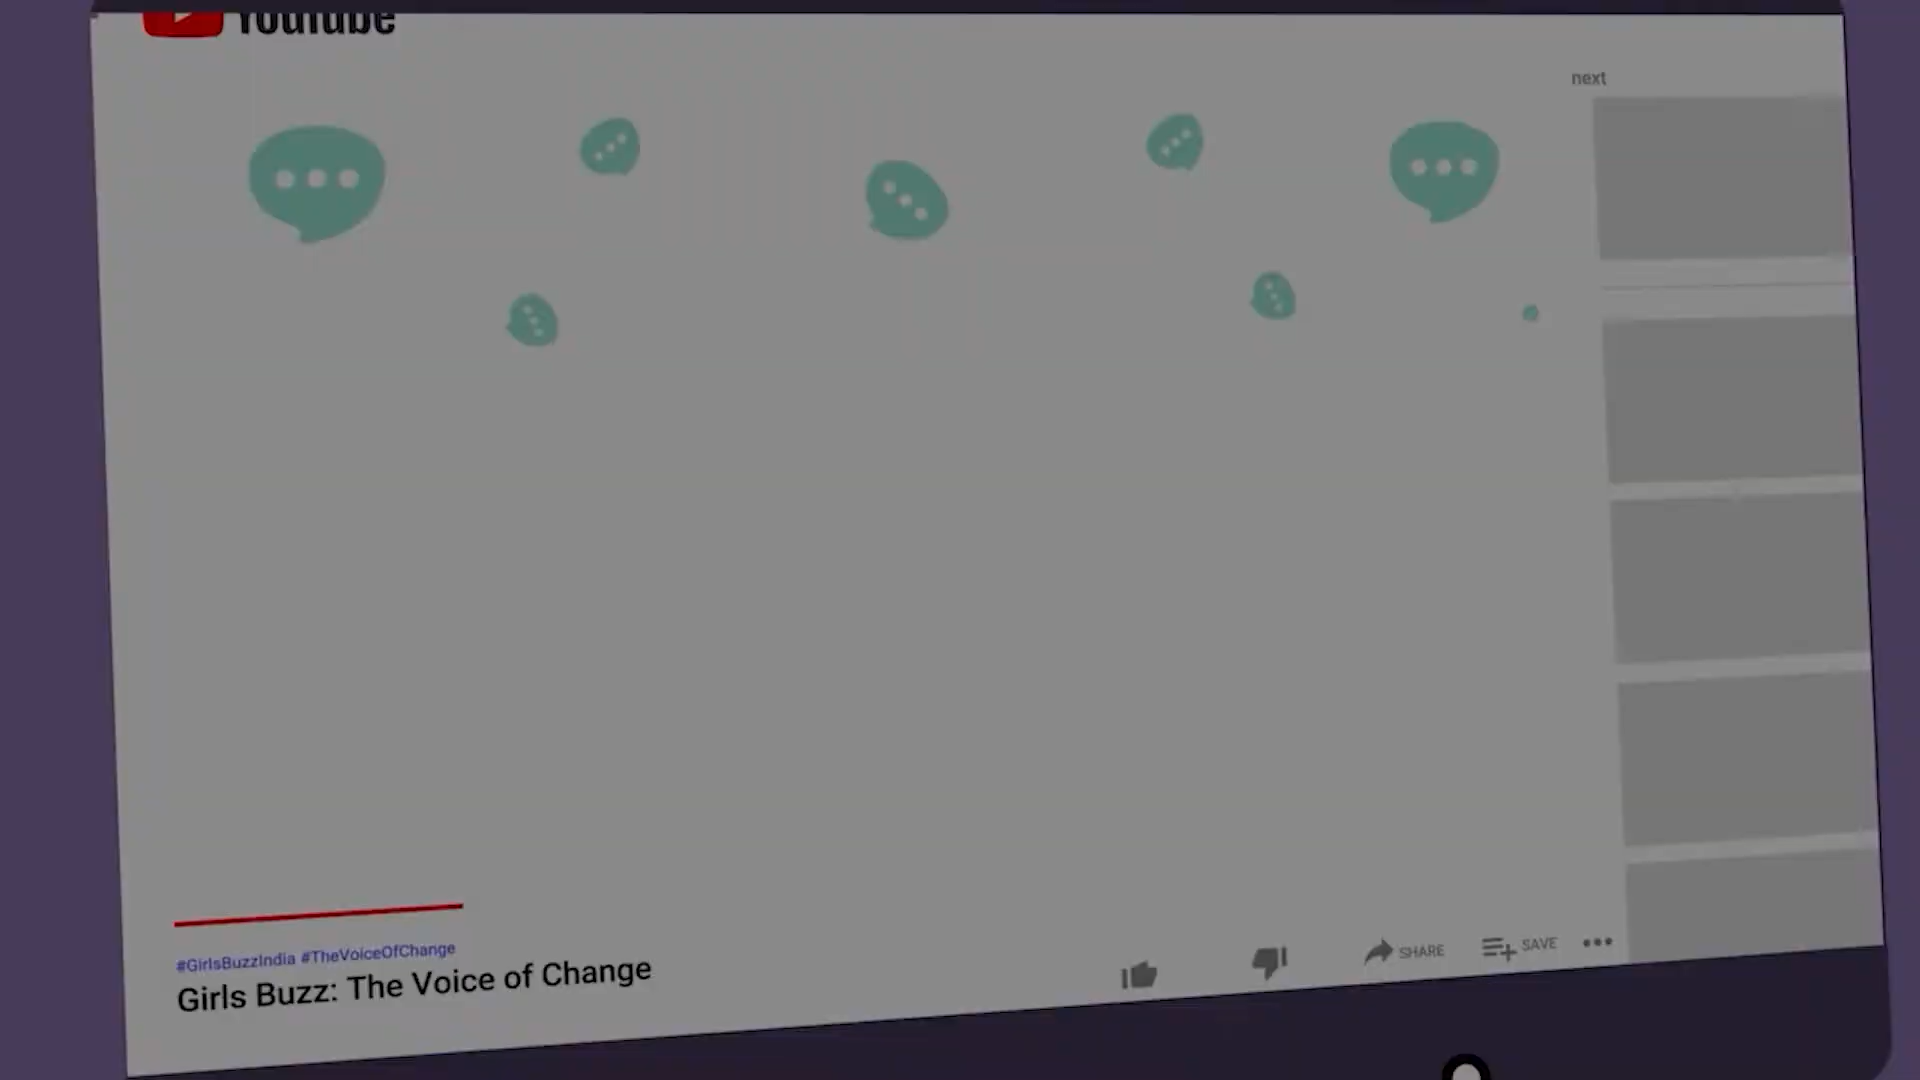 YouTube
next
#GirlsBuzzIndia #TheVoiceOfChange
Girls Buzz: The Voice of Change
SHARE
SAVE